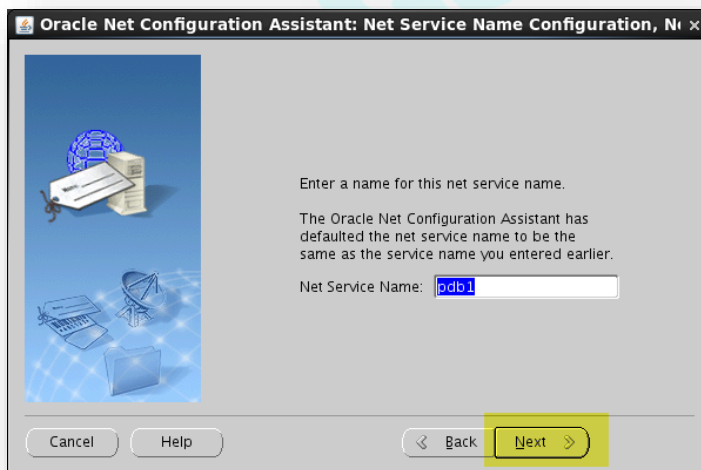 Oracle Net Configuration Assistant: Net Service Name Configuration, Ne
Enter a name for this net service name.
The Oracle Net Configuration Assistant has
defaulted the net service name to be the
same as the service name you entered earlier.
Net Service Name: pdb1
Cancel Help Back Next